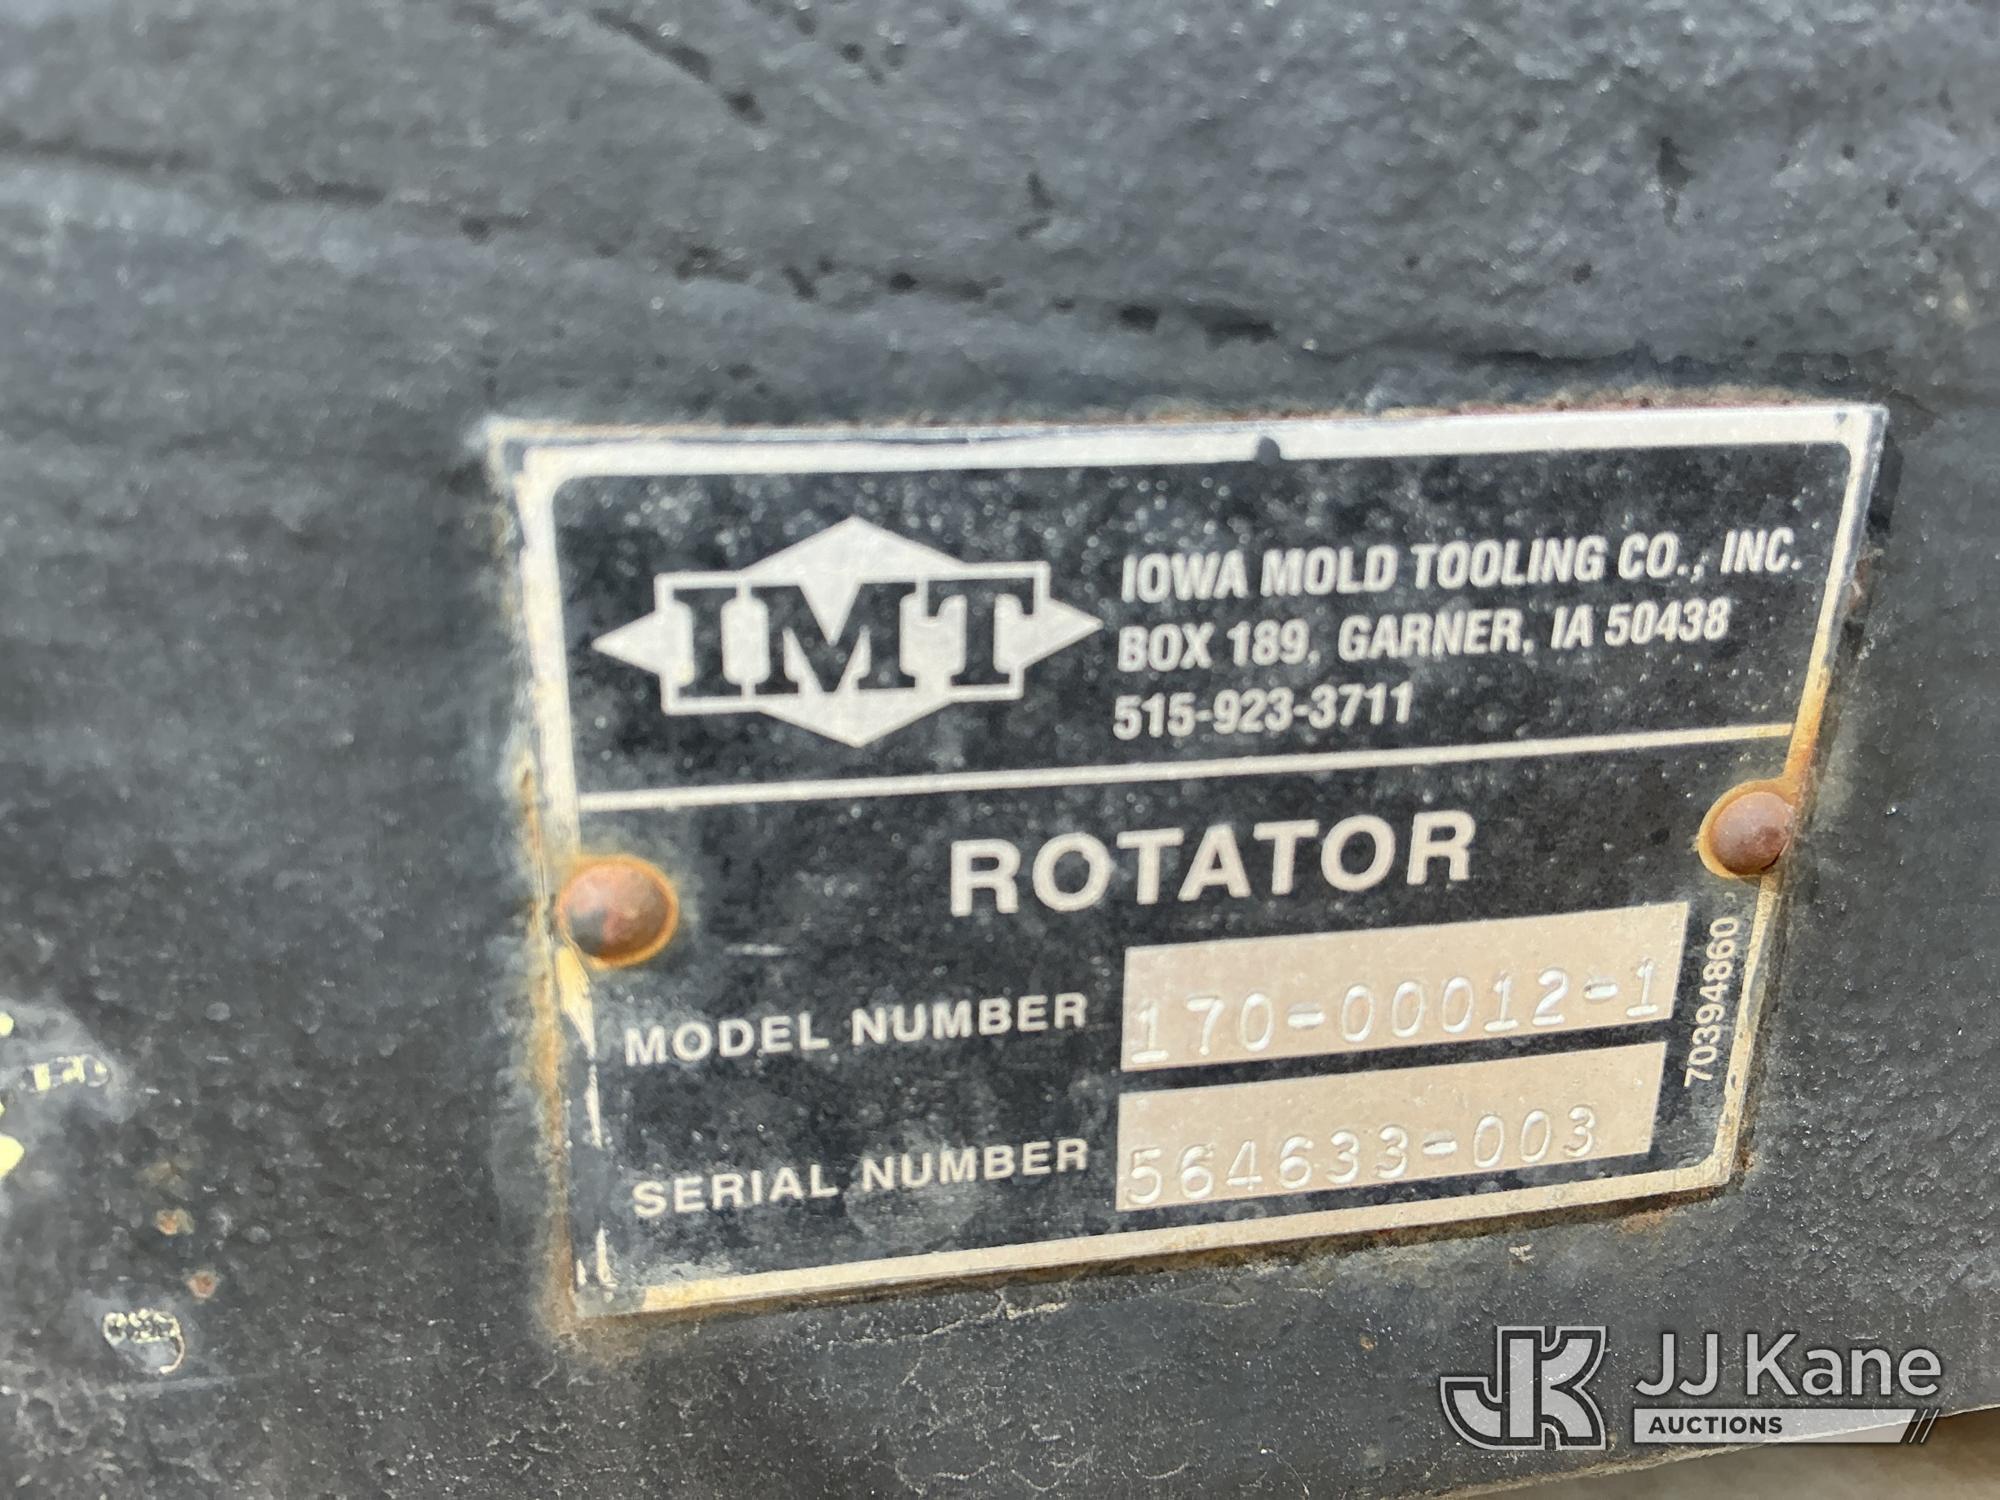 IMT
IOWA MOLD TOOLING CO., INC.
BOX 189, GARNER, IA 50438
515-923-3711
ROTATOR
MODEL NUMBER 170-00012-1
SERIAL NUMBER 564633-003
70394860
JK JJ Kane
AUCTIONS